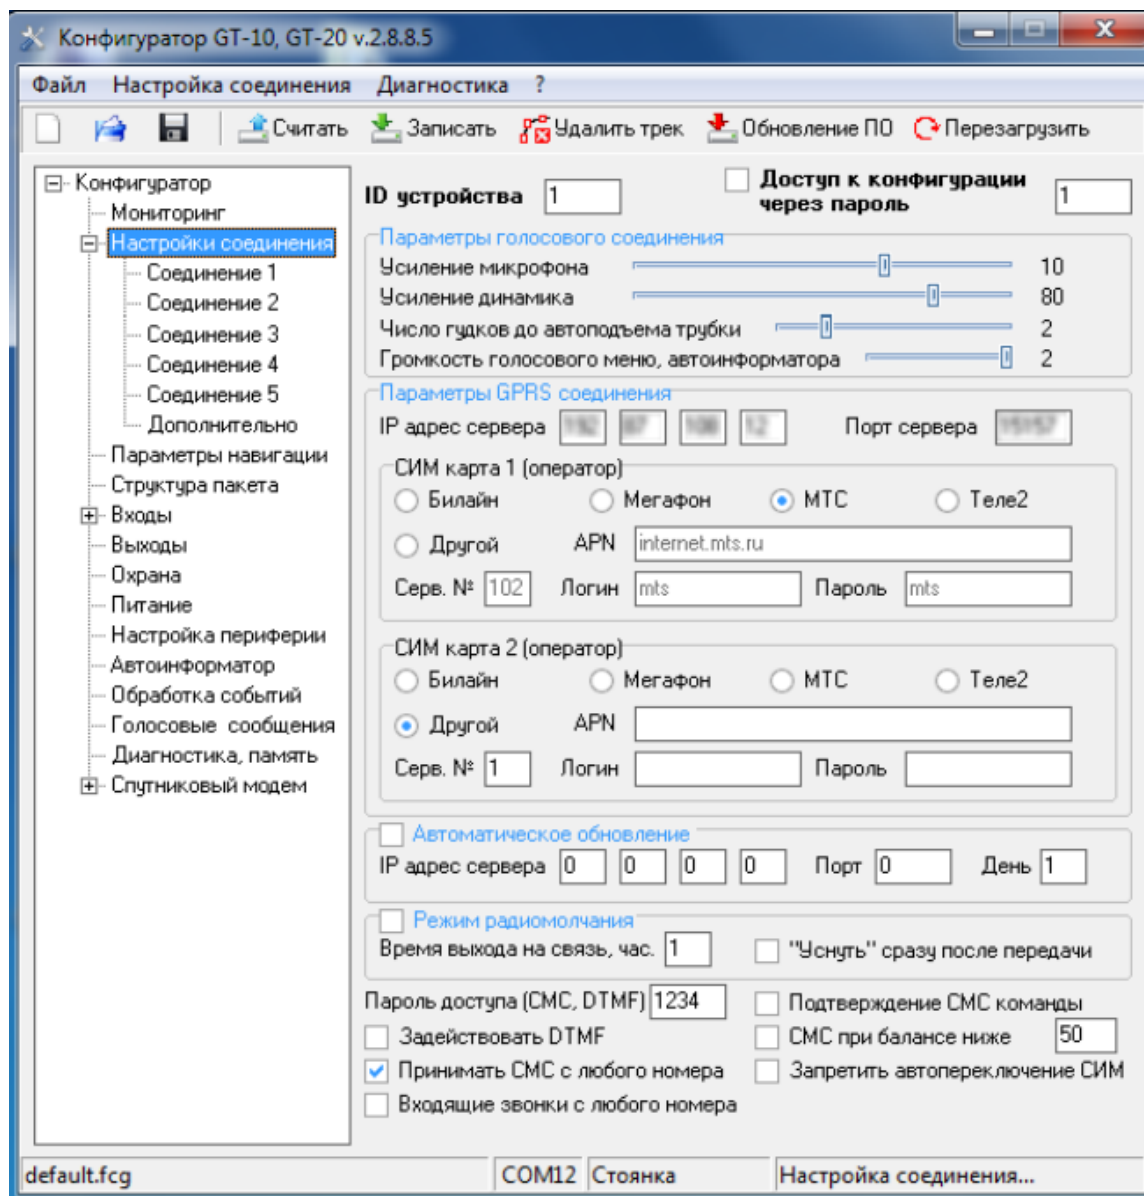 Конфигуратор GT-10, GT-20 v.2.8.8.5
Файл Настройка соединения Диагностика ?
Считать Записать Удалить трек Обновление ПО Перезагрузить
Конфигуратор
Мониторинг
Настройки соединения
Соединение 1
Соединение 2
Соединение 3
Соединение 4
Соединение 5
Дополнительно
Параметры навигации
Структура пакета
Входы
Выходы
Охрана
Питание
Настройка периферии
Автоинформатор
Обработка событий
Голосовые сообщения
Диагностика, память
Спутниковый модем
ID устройства 1
Доступ к конфигурации
через пароль 1
Параметры голосового соединения
Усиление микрофона 10
Усиление динамика 80
Число гудков до автоподъема трубки 2
Громкость голосового меню, автоинформатора 2
Параметры GPRS соединения
IP адрес сервера Порт сервера
СИМ карта 1 (оператор)
Билайн Мегафон МТС Теле2
Другой APN internet.mts.ru
Серв. № 102 Логин mts Пароль mts
СИМ карта 2 (оператор)
Билайн Мегафон МТС Теле2
Другой APN
Серв. № 1 Логин Пароль
Автоматическое обновление
IP адрес сервера 0 0 0 0 Порт 0 День 1
Режим радиомолчания
Время выхода на связь, час. 1 "Уснуть" сразу после передачи
Пароль доступа (СМС, DTMF) 1234 Подтверждение СМС команды
Задействовать DTMF СМС при балансе ниже 50
Принимать СМС с любого номера Запретить автопереключение СИМ
Входящие звонки с любого номера
default.fcg COM12 Стоянка Настройка соединения...